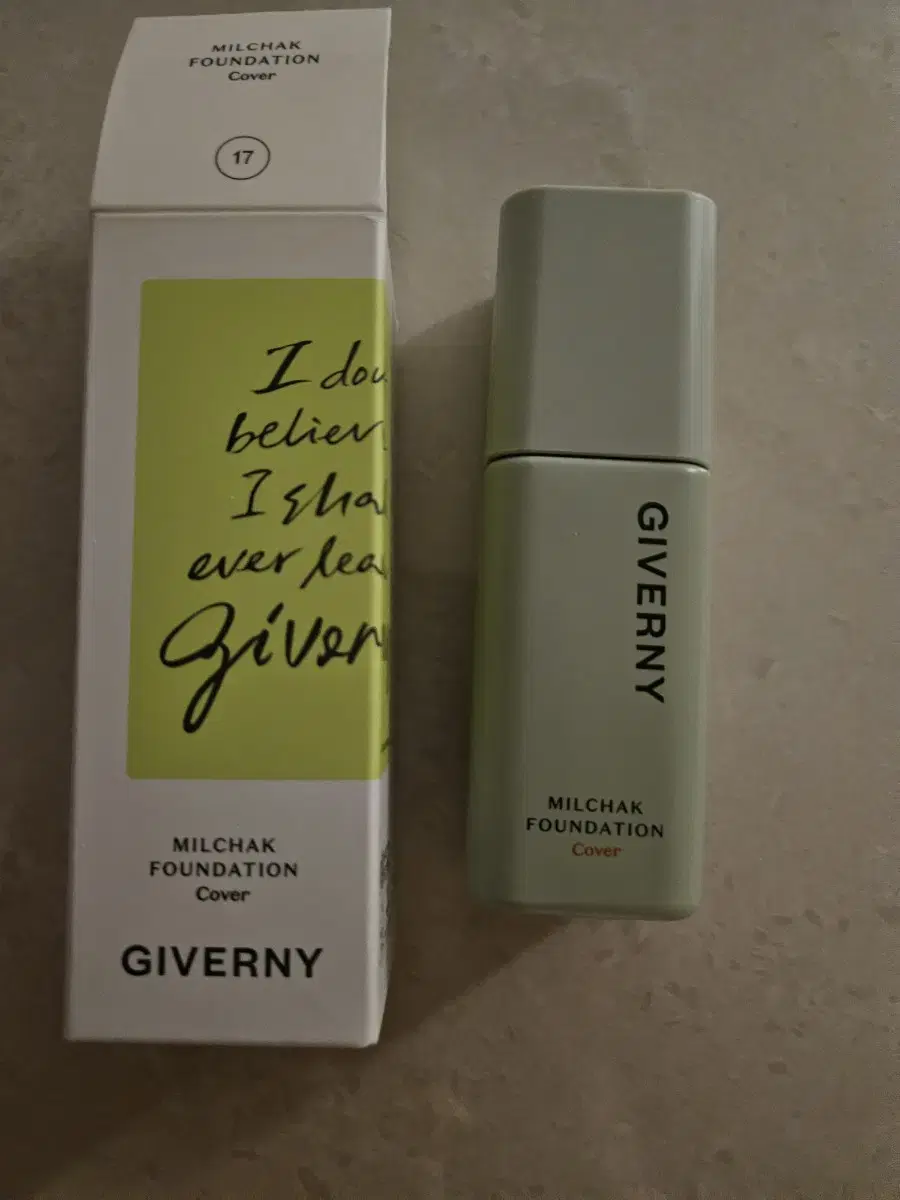 MILCHAK
FOUNDATION
Cover
17
I dou
believ
I sha
ever lea
Givern
MILCHAK
FOUNDATION
Cover
GIVERNY
GIVERNY
MILCHAK
FOUNDATION
Cover